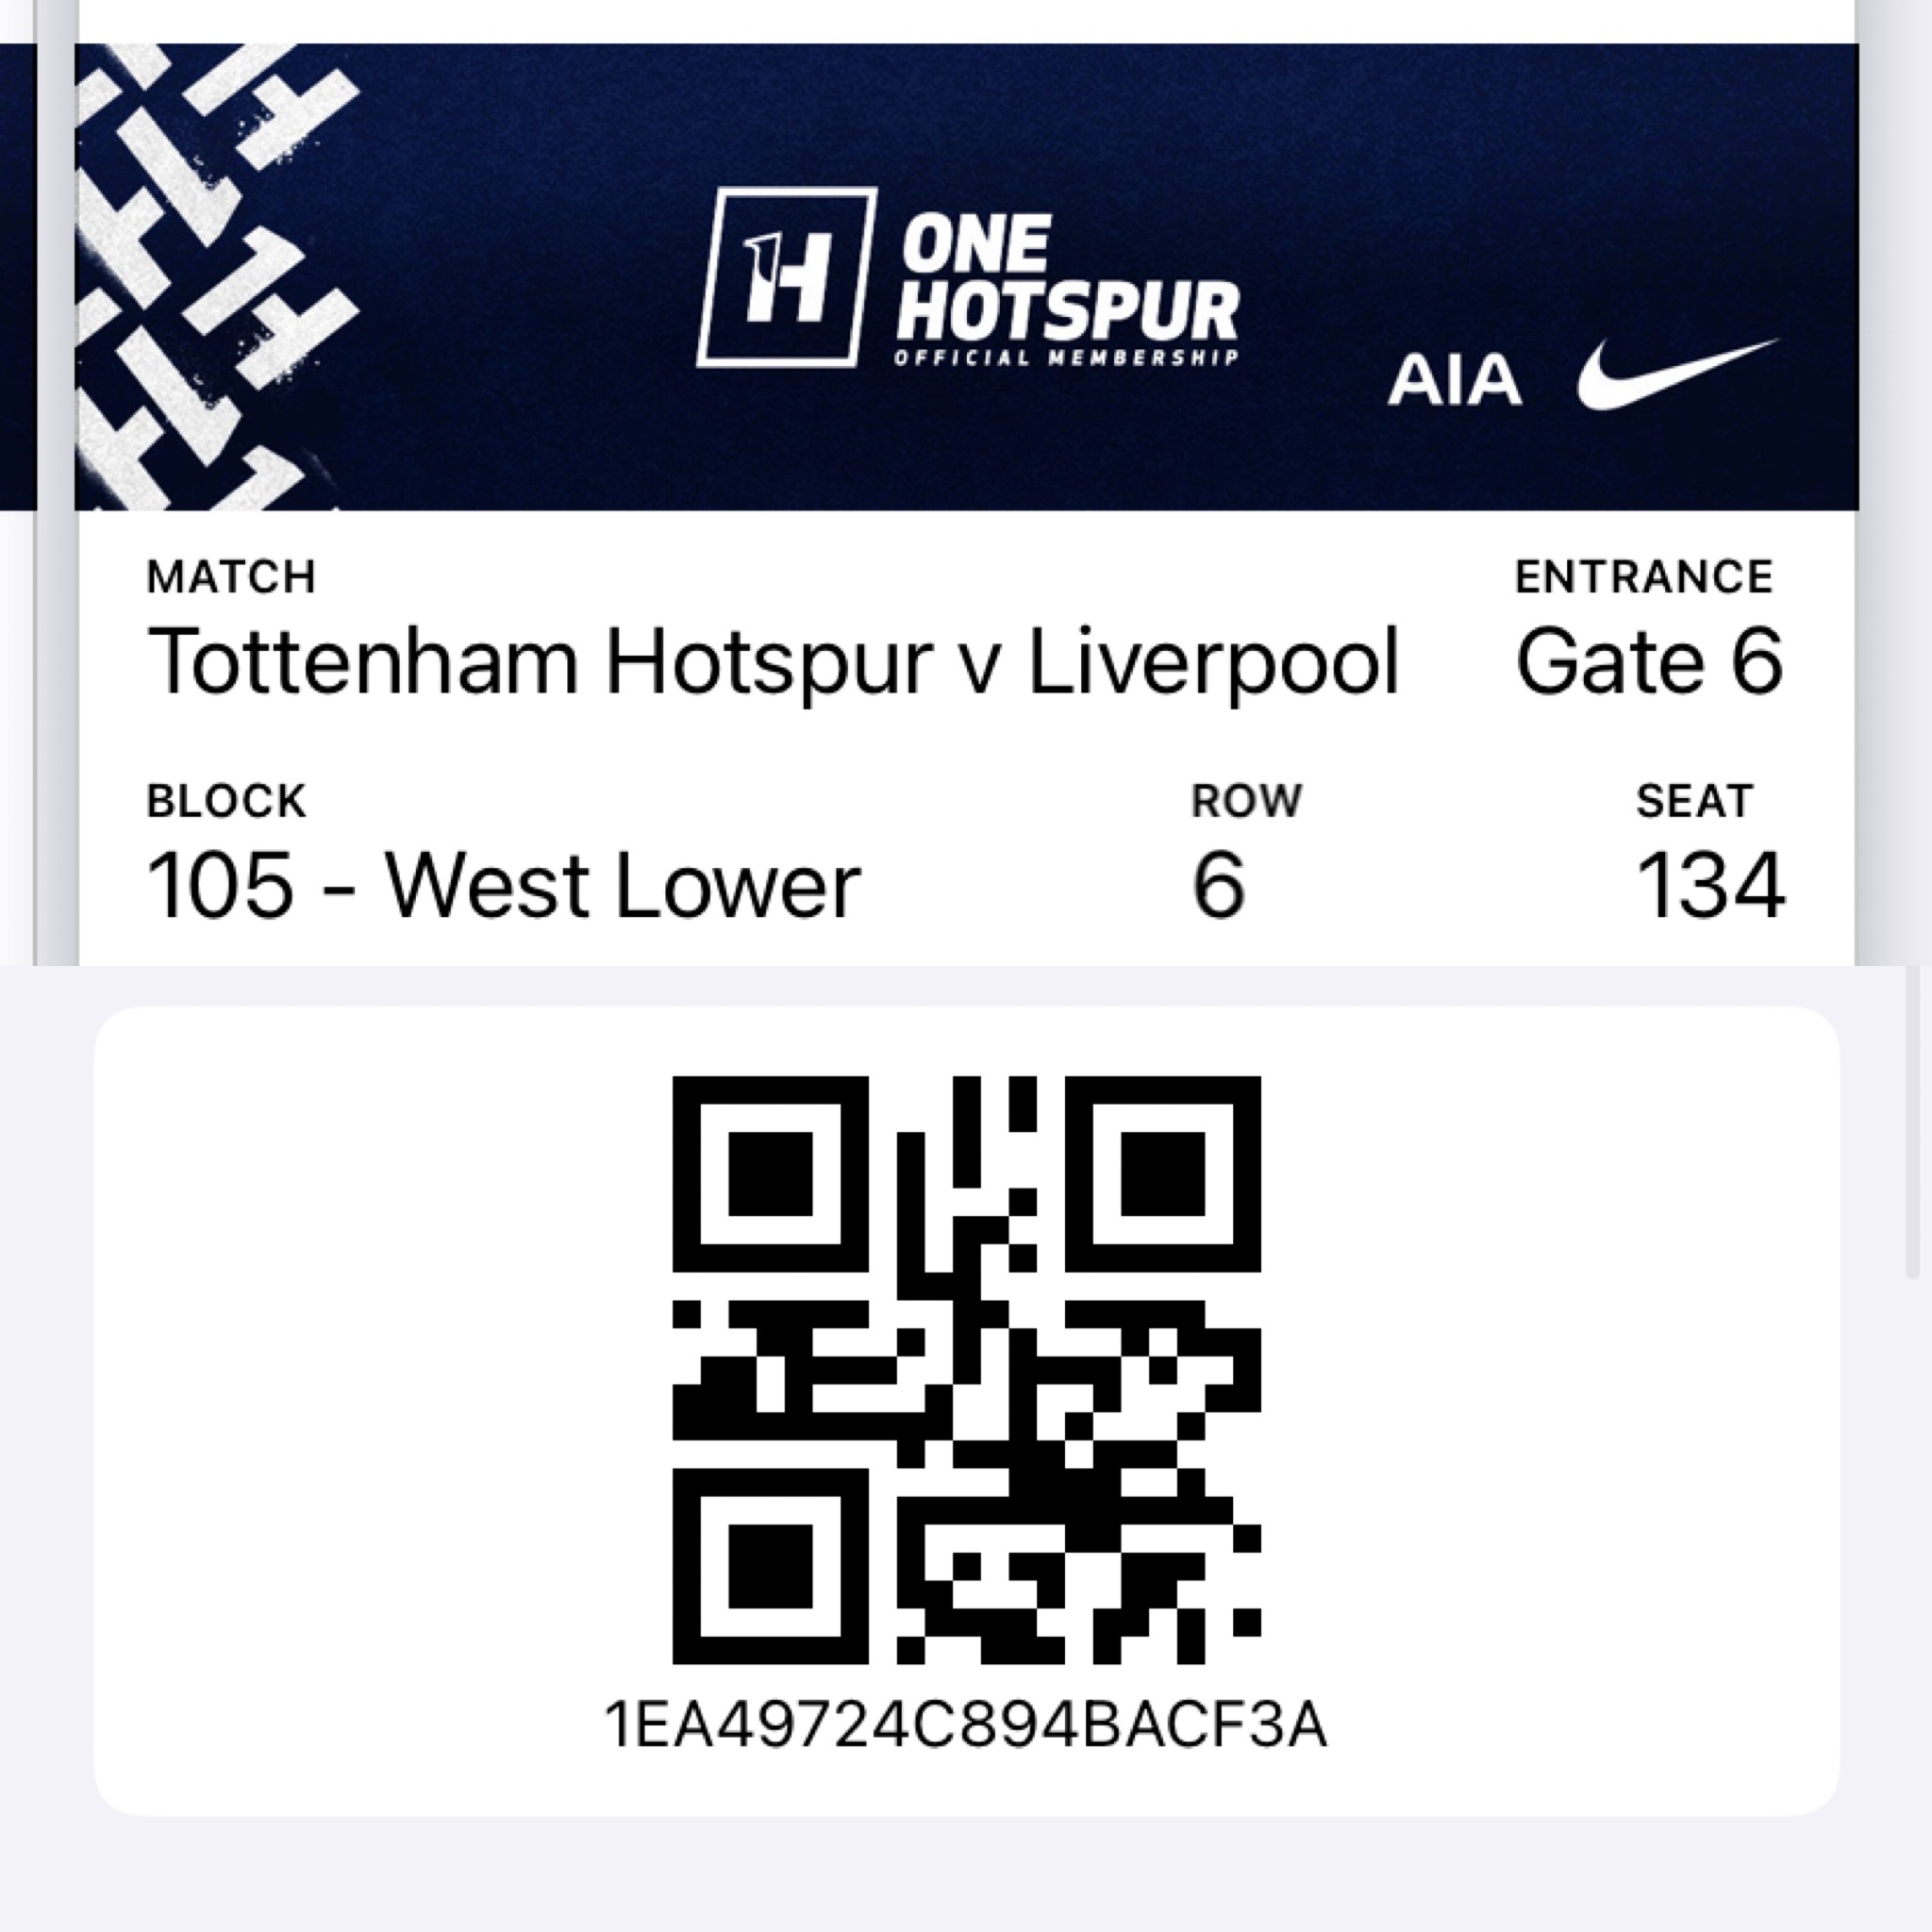 1H ONE
HOTSPUR
OFFICIAL MEMBERSHIP
AIA
MATCH ENTRANCE
Tottenham Hotspur v Liverpool Gate 6
BLOCK ROW SEAT
105 - West Lower 6 134
1EA49724C894BACF3A